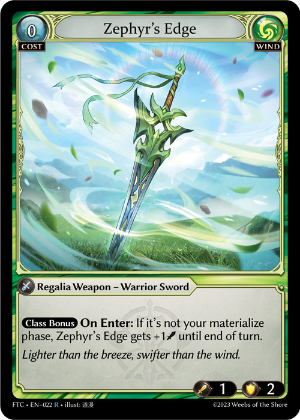 0
Zephyr's Edge
COST
WIND
Regalia Weapon – Warrior Sword
Class Bonus On Enter: If it's not your materialize
phase, Zephyr's Edge gets +1 until end of turn.
Lighter than the breeze, swifter than the wind.
1
2
FTC • EN–022 R • illust: 道漫
©2023 Weebs of the Shore